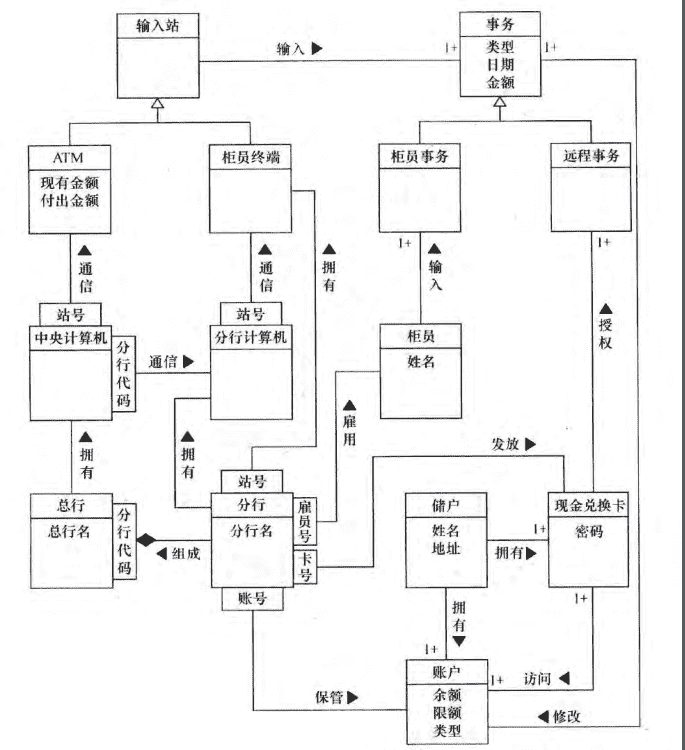 输入站
事务
输入
1+
1+
类型
日期
金额
ATM
现有金额
付出金额
柜员终端
柜员事务
远程事务
1+
1+
通信
通信
拥有
输入
站号
站号
中央计算机
分行代码
通信
分行计算机
柜员
姓名
授权
拥有
拥有
雇用
发放
站号
总行
总行名
分行代码
组成
分行
分行名
雇员号
卡号
账号
储户
姓名
地址
拥有
1+
现金兑换卡
密码
1+
拥有
1+
账户
余额
限额
类型
1+
访问
保管
修改